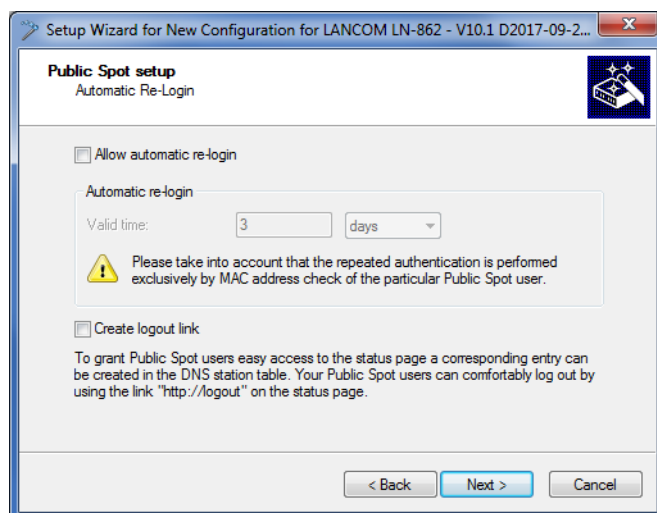 Setup Wizard for New Configuration for LANCOM LN-862 - V10.1 D2017-09-2...
Public Spot setup
Automatic Re-Login
Allow automatic re-login
Automatic re-login
Valid time:
3
days
Please take into account that the repeated authentication is performed
exclusively by MAC address check of the particular Public Spot user.
Create logout link
To grant Public Spot users easy access to the status page a corresponding entry can
be created in the DNS station table. Your Public Spot users can comfortably log out by
using the link "http://logout" on the status page.
< Back
Next >
Cancel